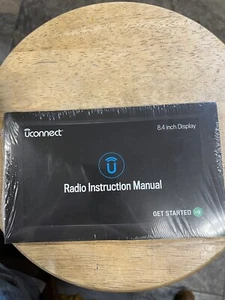 uconnect
8.4 inch Display
Radio Instruction Manual
GET STARTED